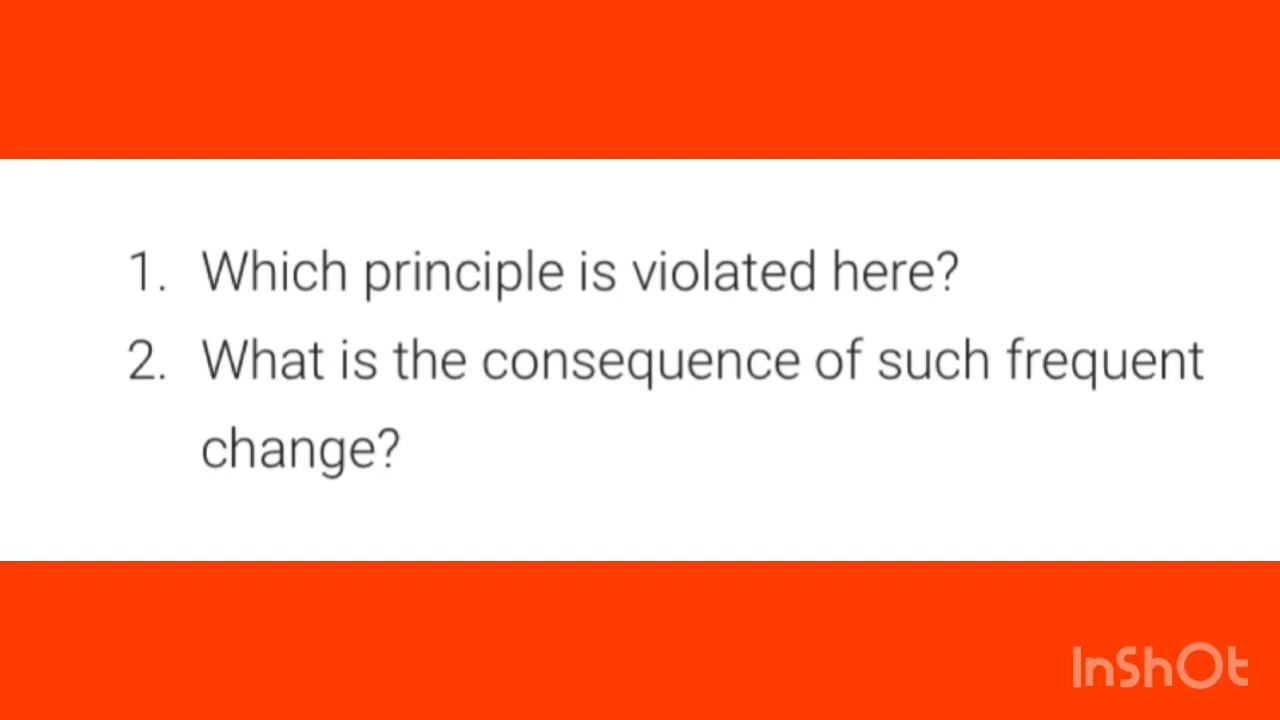 1. Which principle is violated here?
2. What is the consequence of such frequent
change?
InShOt